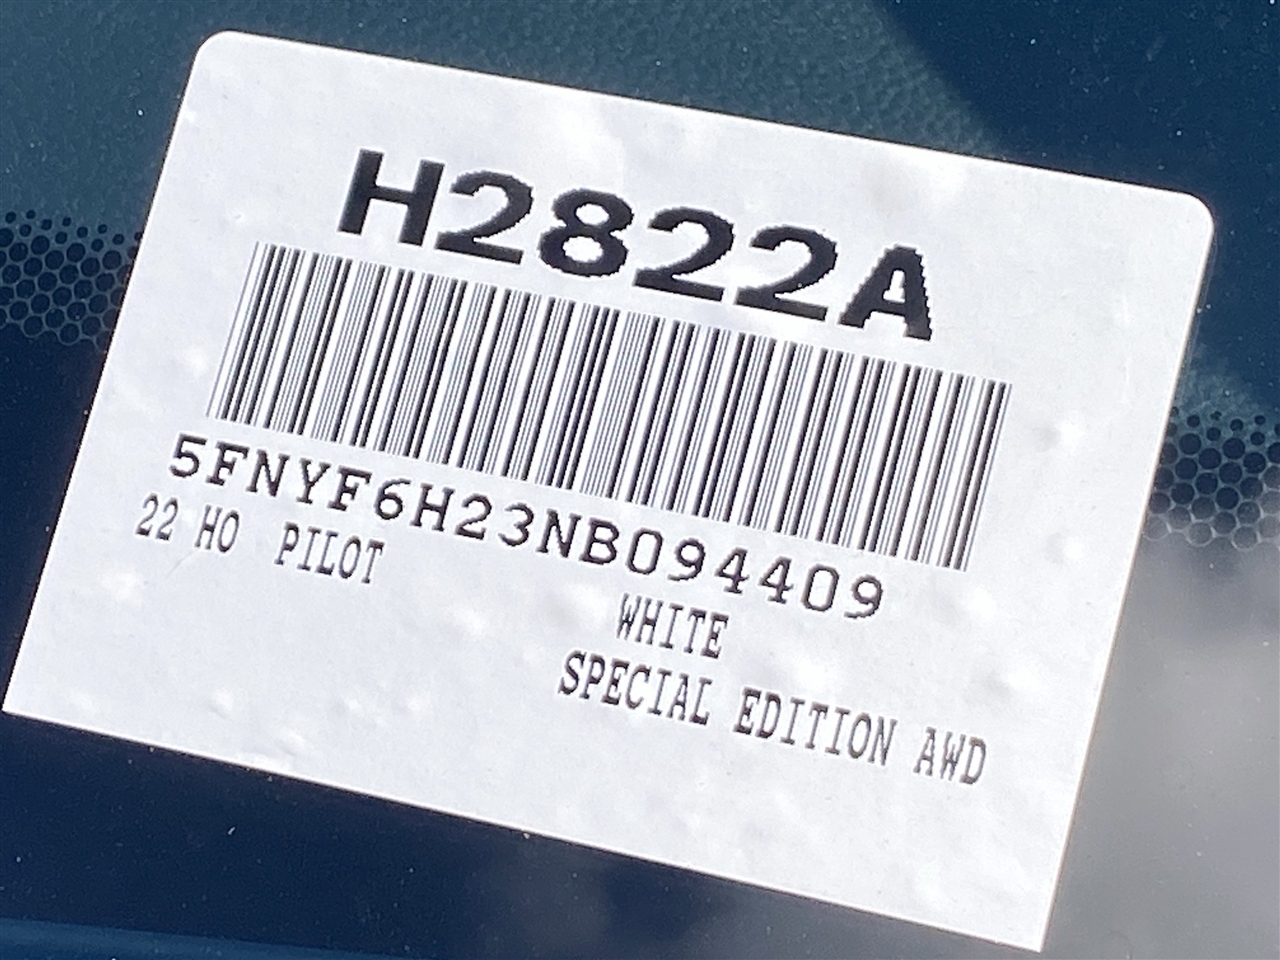 H2822A
5FNYF6H23NB094409
22 HO PILOT
WHITE
SPECIAL EDITION AWD